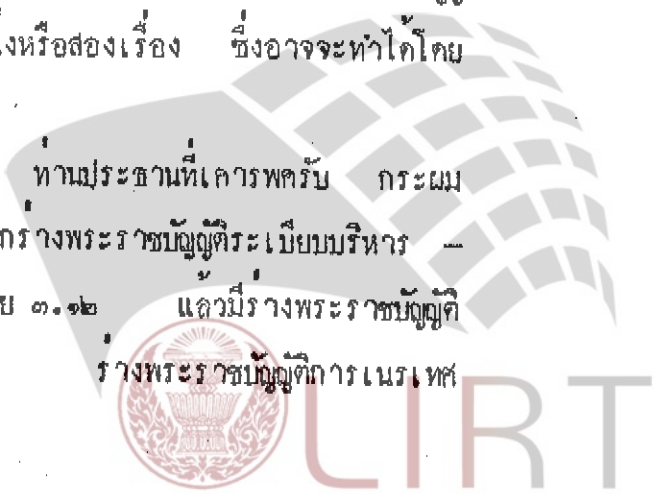 งหรือสองเรื่อง ซึ่งอาจจะทำได้โดย
ท่านประธานที่เคารพครับ กระผม
กร่างพระราชบัญญัติระเบียบบริหาร —
ย ๓.๑๒ แล้วมีร่างพระราชบัญญัติ
ร่างพระราชบัญญัติการเนรเทศ
LIRT